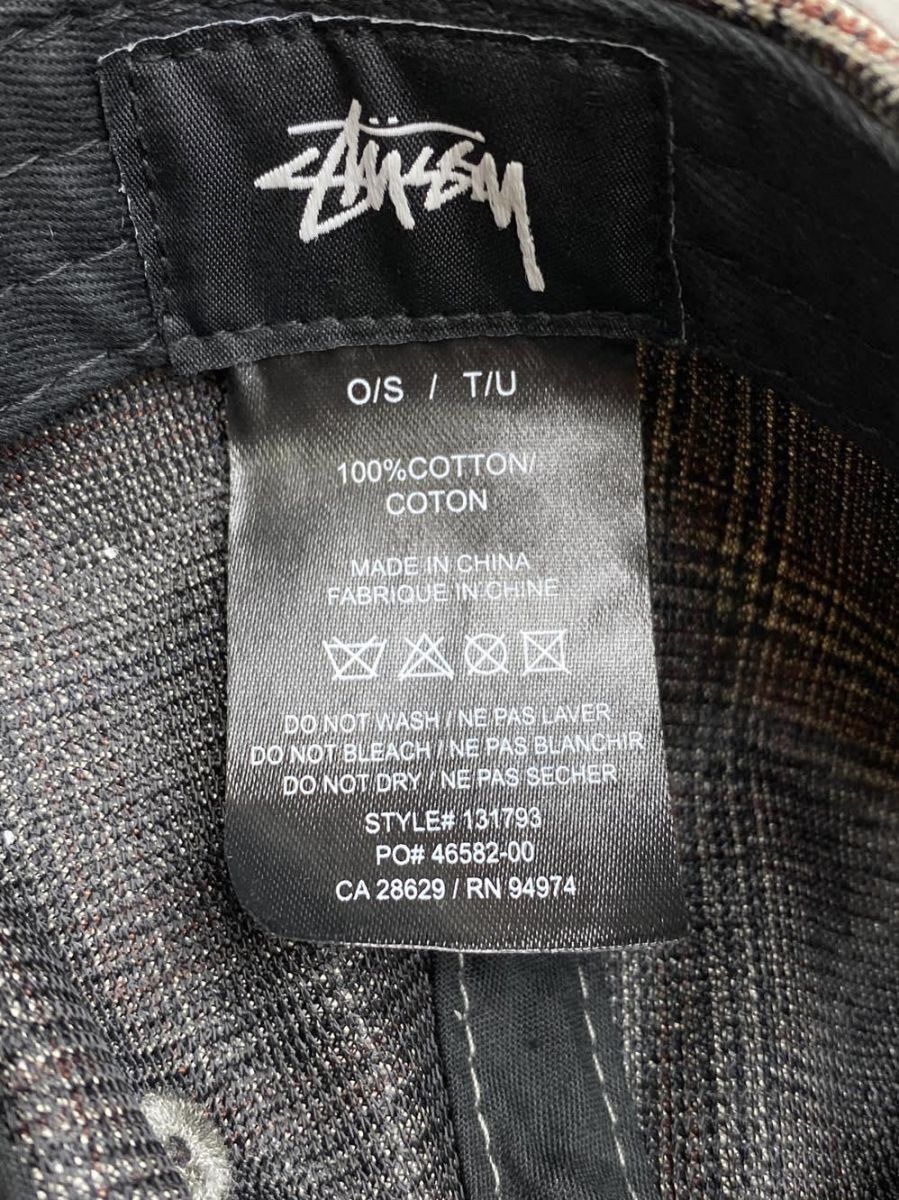 Stüssy
O/S / T/U
100%COTTON/
COTON
MADE IN CHINA
FABRIQUE IN CHINE
DO NOT WASH / NE PAS LAVER
DO NOT BLEACH / NE PAS BLANCHIR
DO NOT DRY / NE PAS SECHER
STYLE# 131793
PO# 46582-00
CA 28629 / RN 94974